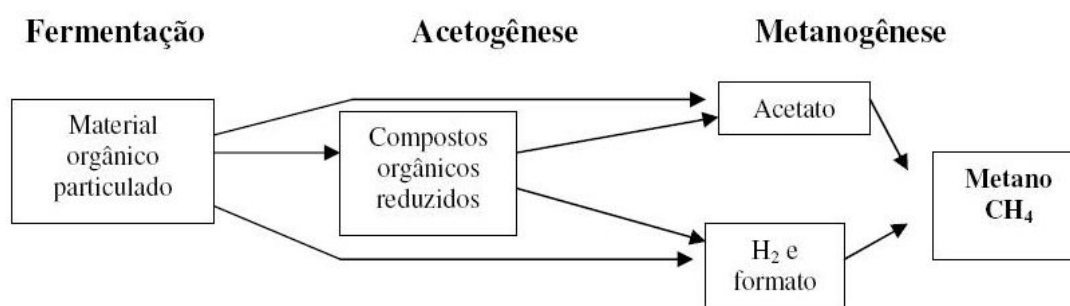 Fermentação
Acetogênese
Metanogênese
Material
orgânico
particulado
Compostos
orgânicos
reduzidos
Acetato
H₂ e
formato
Metano
CH₄